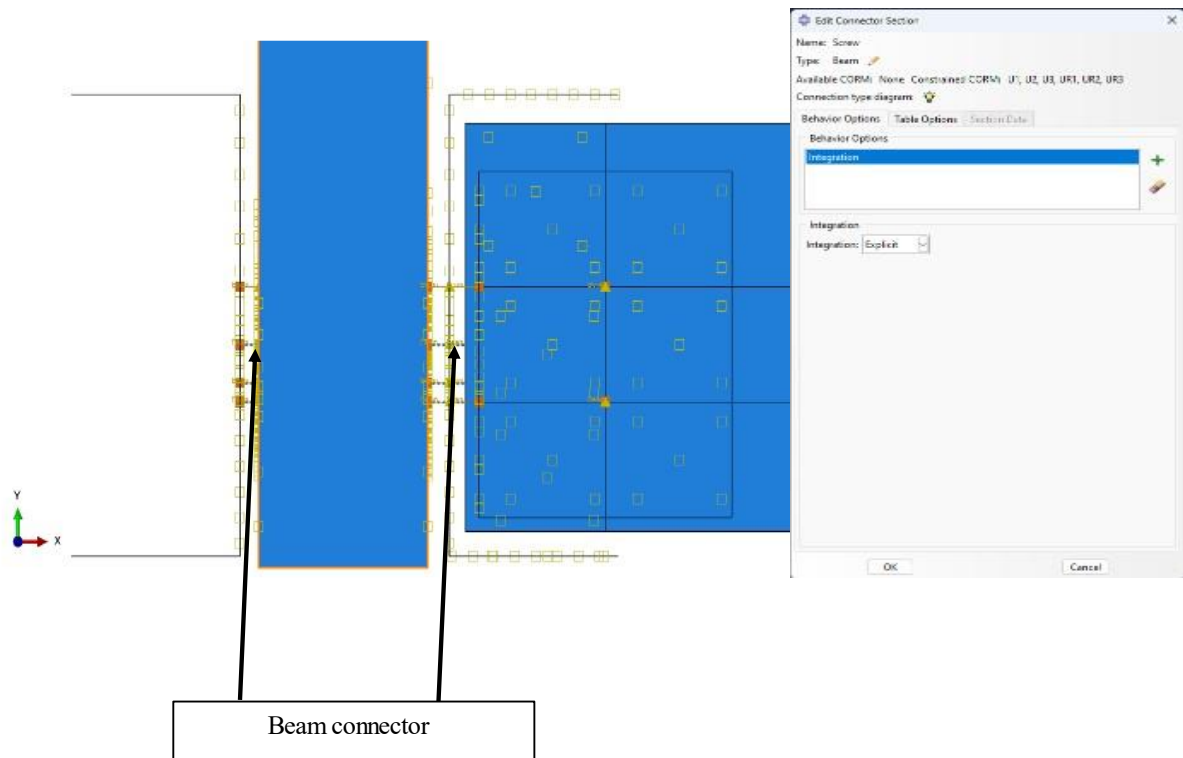 Edit Connector Section
Name: Screw
Type: Beam
Available CORM: None Constrained CORM: U1, U2, U3, UR1, UR2, UR3
Connection type diagram:
Behavior Options Table Options Section Data
Behavior Options
Integration
Integration
Integration: Explicit
OK Cancel
Y
X
Beam connector